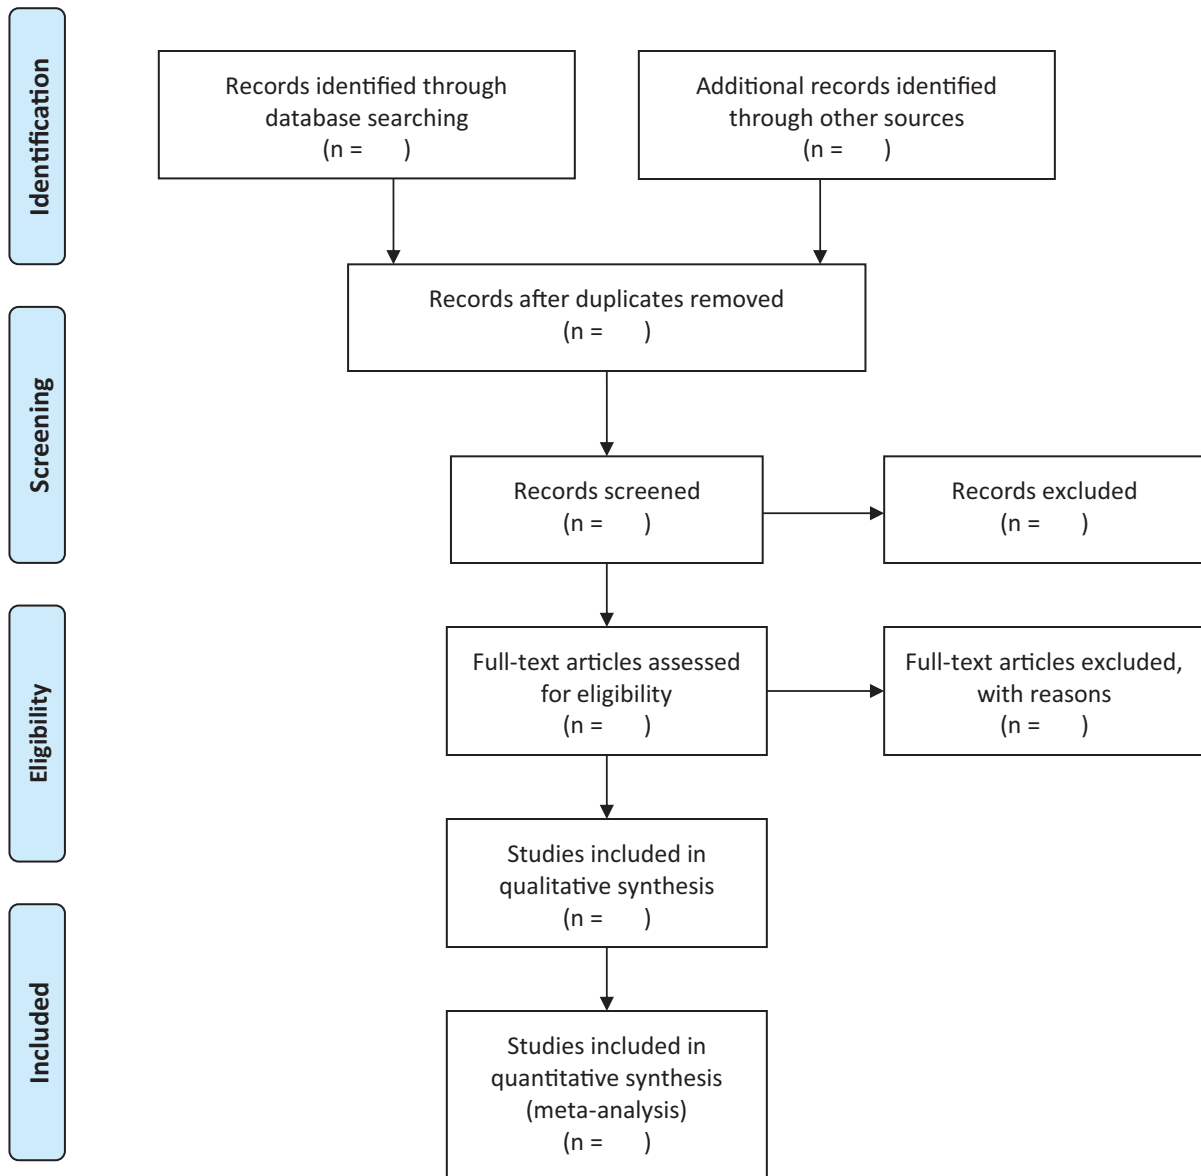 Identification
Records identified through
database searching
(n =      )
Additional records identified
through other sources
(n =      )
Records after duplicates removed
(n =      )
Screening
Records screened
(n =      )
Records excluded
(n =      )
Eligibility
Full-text articles assessed
for eligibility
(n =      )
Full-text articles excluded,
with reasons
(n =      )
Studies included in
qualitative synthesis
(n =      )
Included
Studies included in
quantitative synthesis
(meta-analysis)
(n =      )